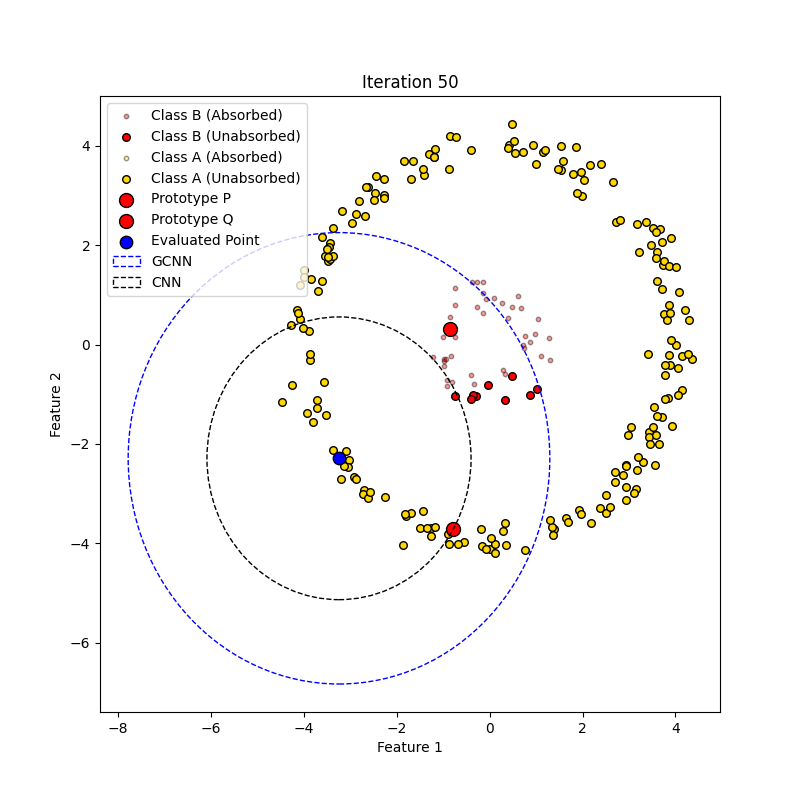 Iteration 50
Class B (Absorbed)
Class B (Unabsorbed)
Class A (Absorbed)
Class A (Unabsorbed)
Prototype P
Prototype Q
Evaluated Point
GCNN
CNN
4
2
0
−2
−4
−6
Feature 2
−8
−6
−4
−2
0
2
4
Feature 1